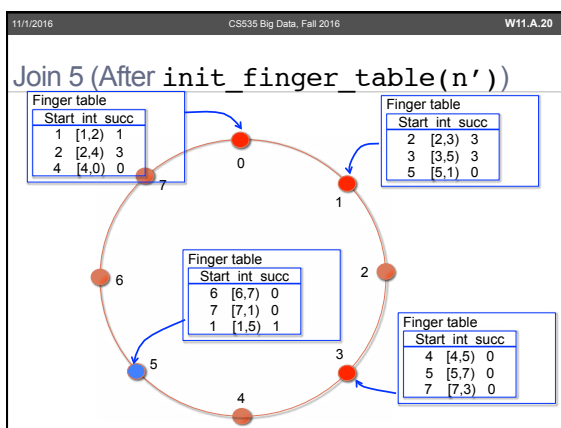 11/1/2016 CS535 Big Data, Fall 2016 W11.A.20
Join 5 (After init_finger_table(n’))
Finger table
Start int succ
1 [1,2) 1
2 [2,4) 3
4 [4,0) 0
Finger table
Start int succ
2 [2,3) 3
3 [3,5) 3
5 [5,1) 0
0
7
1
6
2
Finger table
Start int succ
6 [6,7) 0
7 [7,1) 0
1 [1,5) 1
Finger table
Start int succ
4 [4,5) 0
5 [5,7) 0
7 [7,3) 0
5
3
4